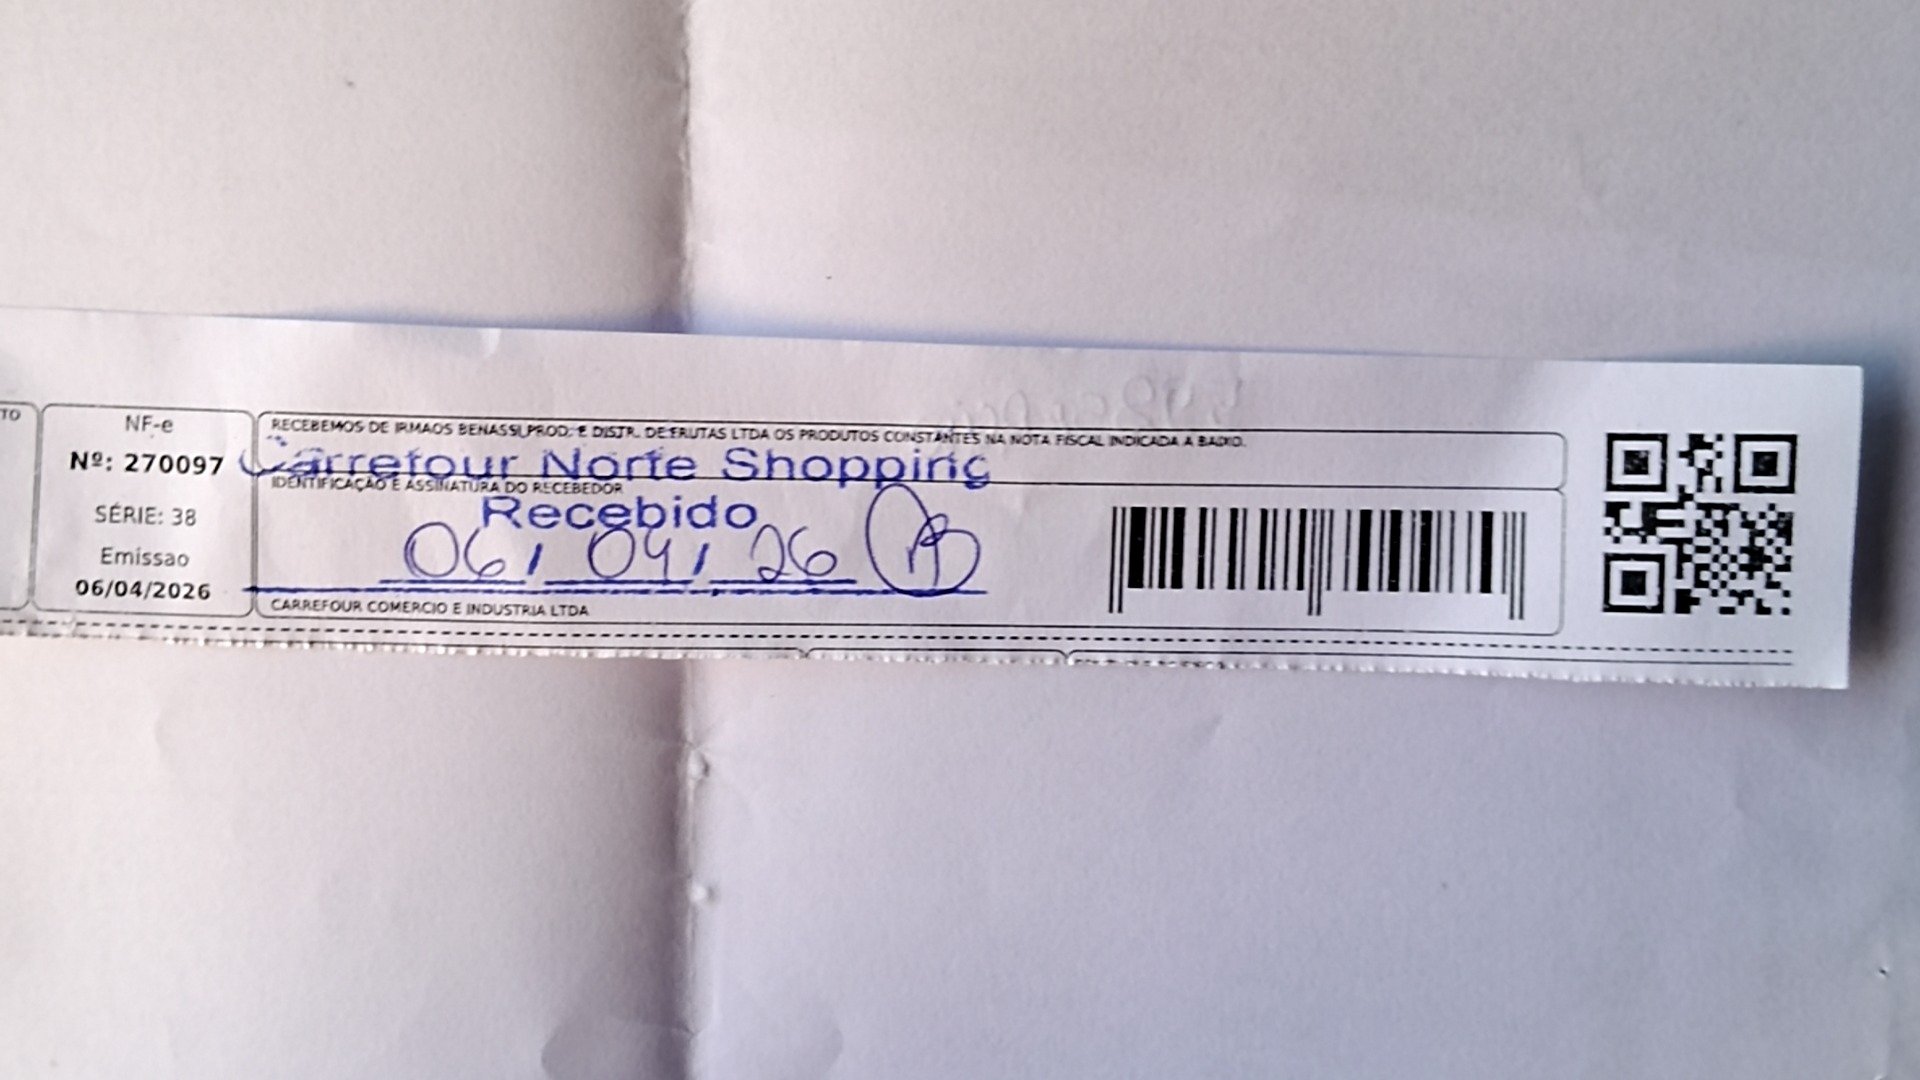 TO
NF-e
Nº: 270097
SÉRIE: 38
Emissao
06/04/2026
RECEBEMOS DE IRMAOS BENASSI,PROD. E DISTR. DE FRUTAS LTDA OS PRODUTOS CONSTANTES NA NOTA FISCAL INDICADA A BAIXO.
Carrefour Norte Shopping
IDENTIFICAÇÃO E ASSINATURA DO RECEBEDOR
Recebido
06/04/26
CARREFOUR COMERCIO E INDUSTRIA LTDA